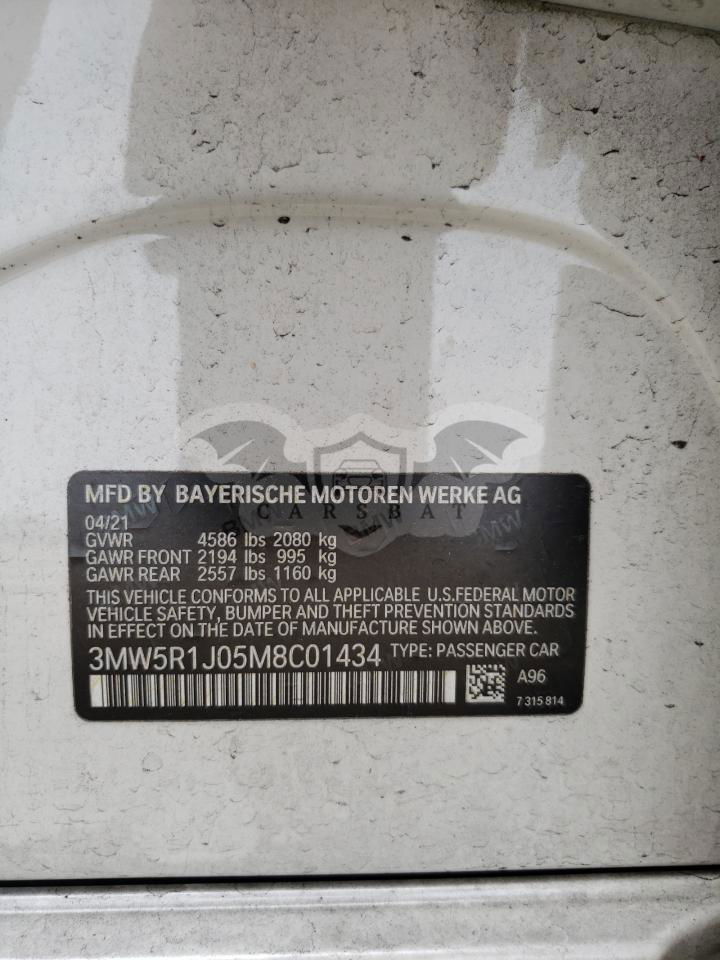 MFD BY BAYERISCHE MOTOREN WERKE AG
CARSBAT
04/21
GVWR 4586 lbs 2080 kg
GAWR FRONT 2194 lbs 995 kg
GAWR REAR 2557 lbs 1160 kg
THIS VEHICLE CONFORMS TO ALL APPLICABLE U.S.FEDERAL MOTOR
VEHICLE SAFETY, BUMPER AND THEFT PREVENTION STANDARDS
IN EFFECT ON THE DATE OF MANUFACTURE SHOWN ABOVE.
3MW5R1J05M8C01434 TYPE: PASSENGER CAR
A96
7 315 814